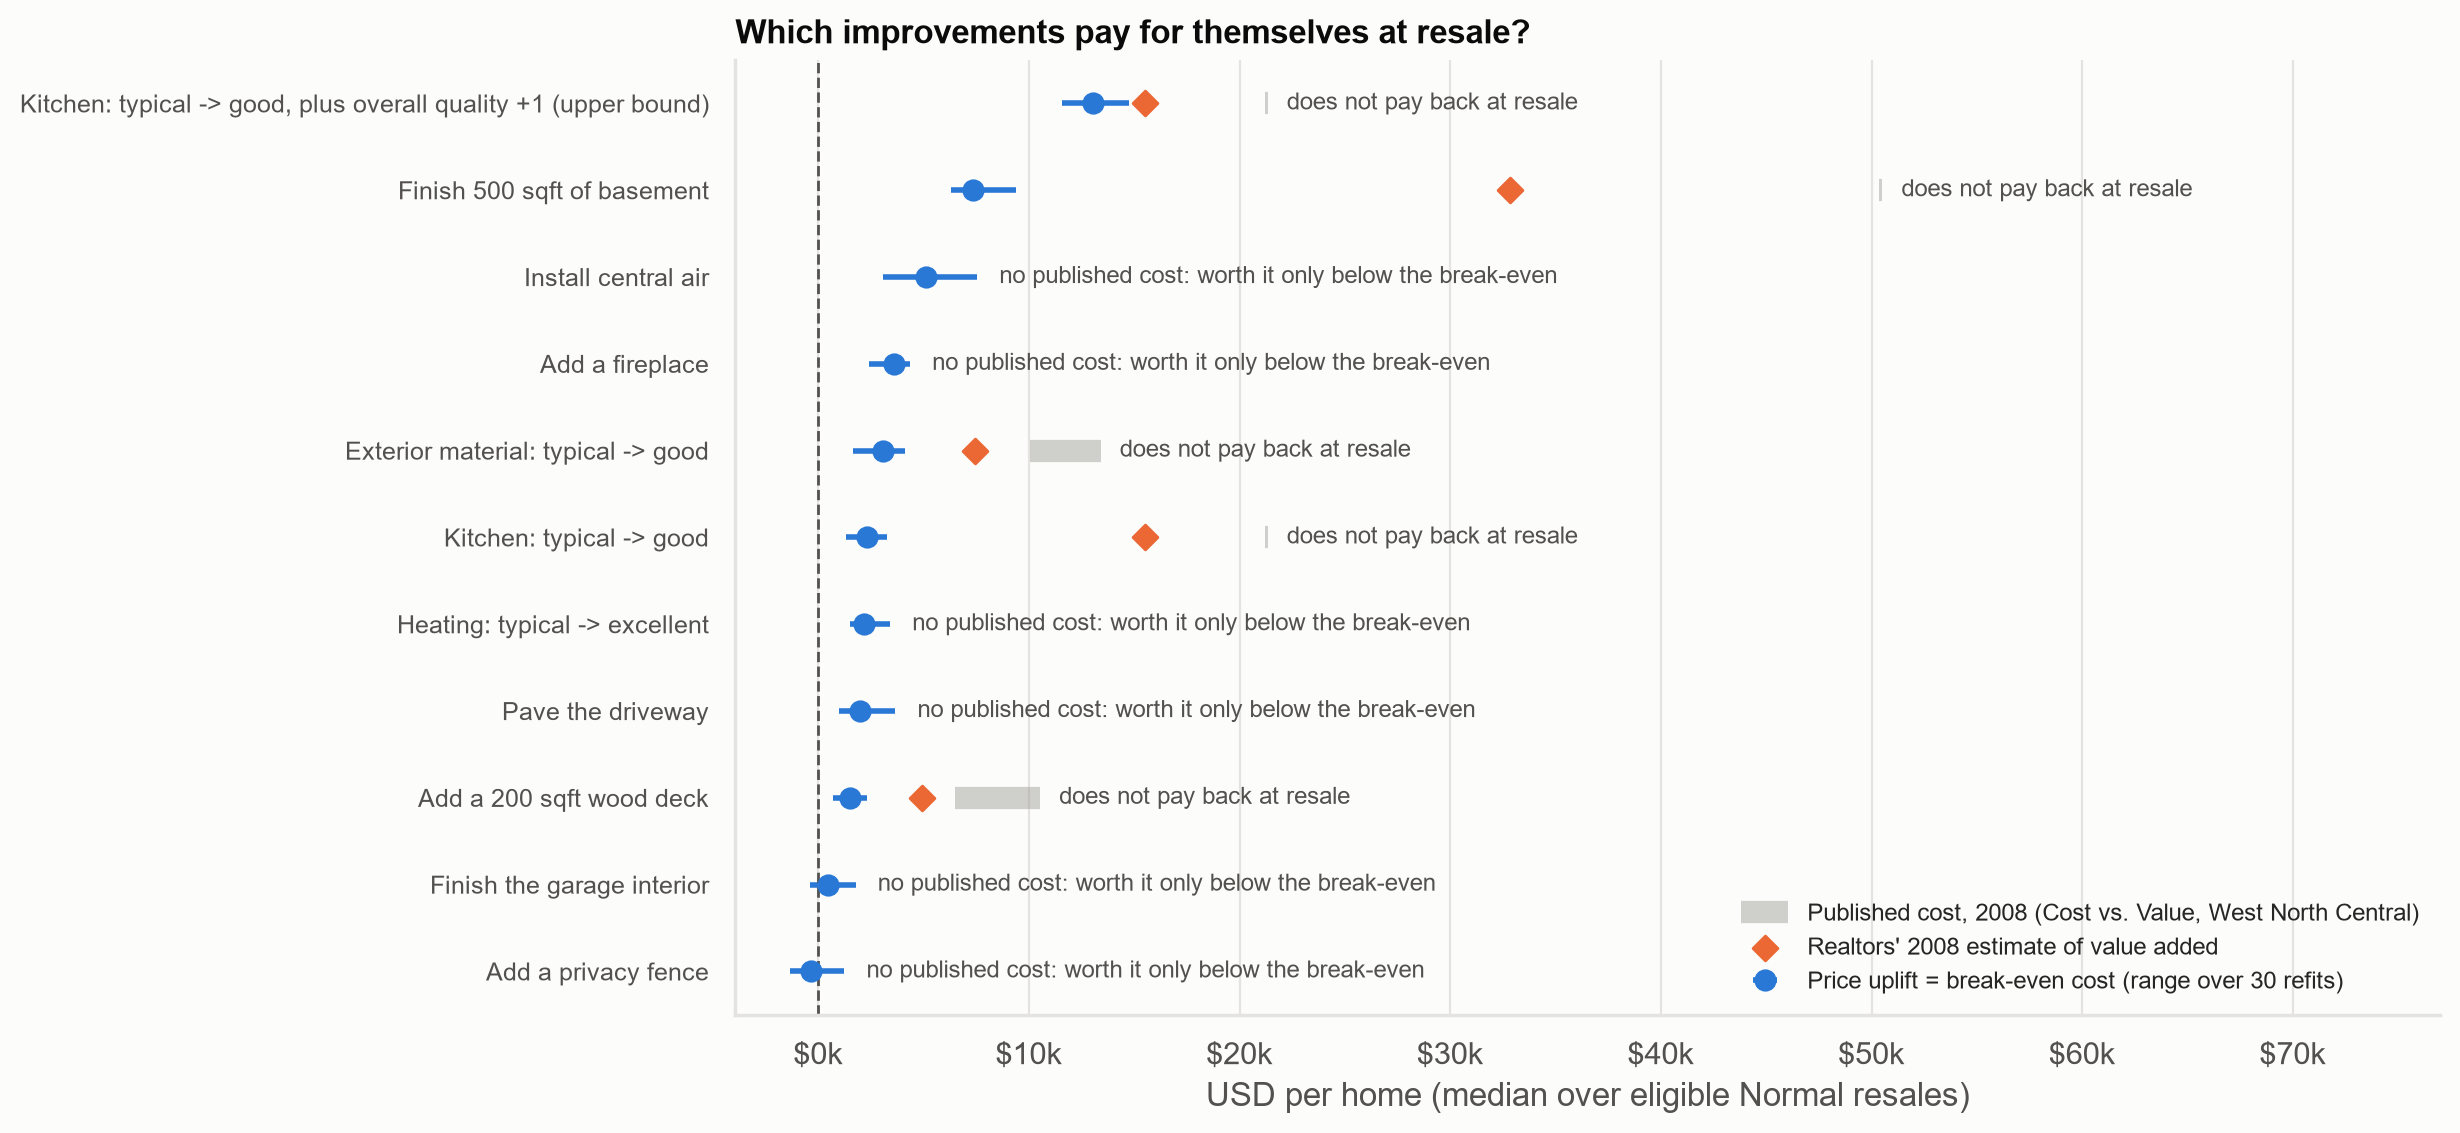 Which improvements pay for themselves at resale?
Kitchen: typical -> good, plus overall quality +1 (upper bound)
does not pay back at resale
Finish 500 sqft of basement
does not pay back at resale
Install central air
no published cost: worth it only below the break-even
Add a fireplace
no published cost: worth it only below the break-even
Exterior material: typical -> good
does not pay back at resale
Kitchen: typical -> good
does not pay back at resale
Heating: typical -> excellent
no published cost: worth it only below the break-even
Pave the driveway
no published cost: worth it only below the break-even
Add a 200 sqft wood deck
does not pay back at resale
Finish the garage interior
no published cost: worth it only below the break-even
Add a privacy fence
no published cost: worth it only below the break-even
Published cost, 2008 (Cost vs. Value, West North Central)
Realtors' 2008 estimate of value added
Price uplift = break-even cost (range over 30 refits)
$0k $10k $20k $30k $40k $50k $60k $70k
USD per home (median over eligible Normal resales)